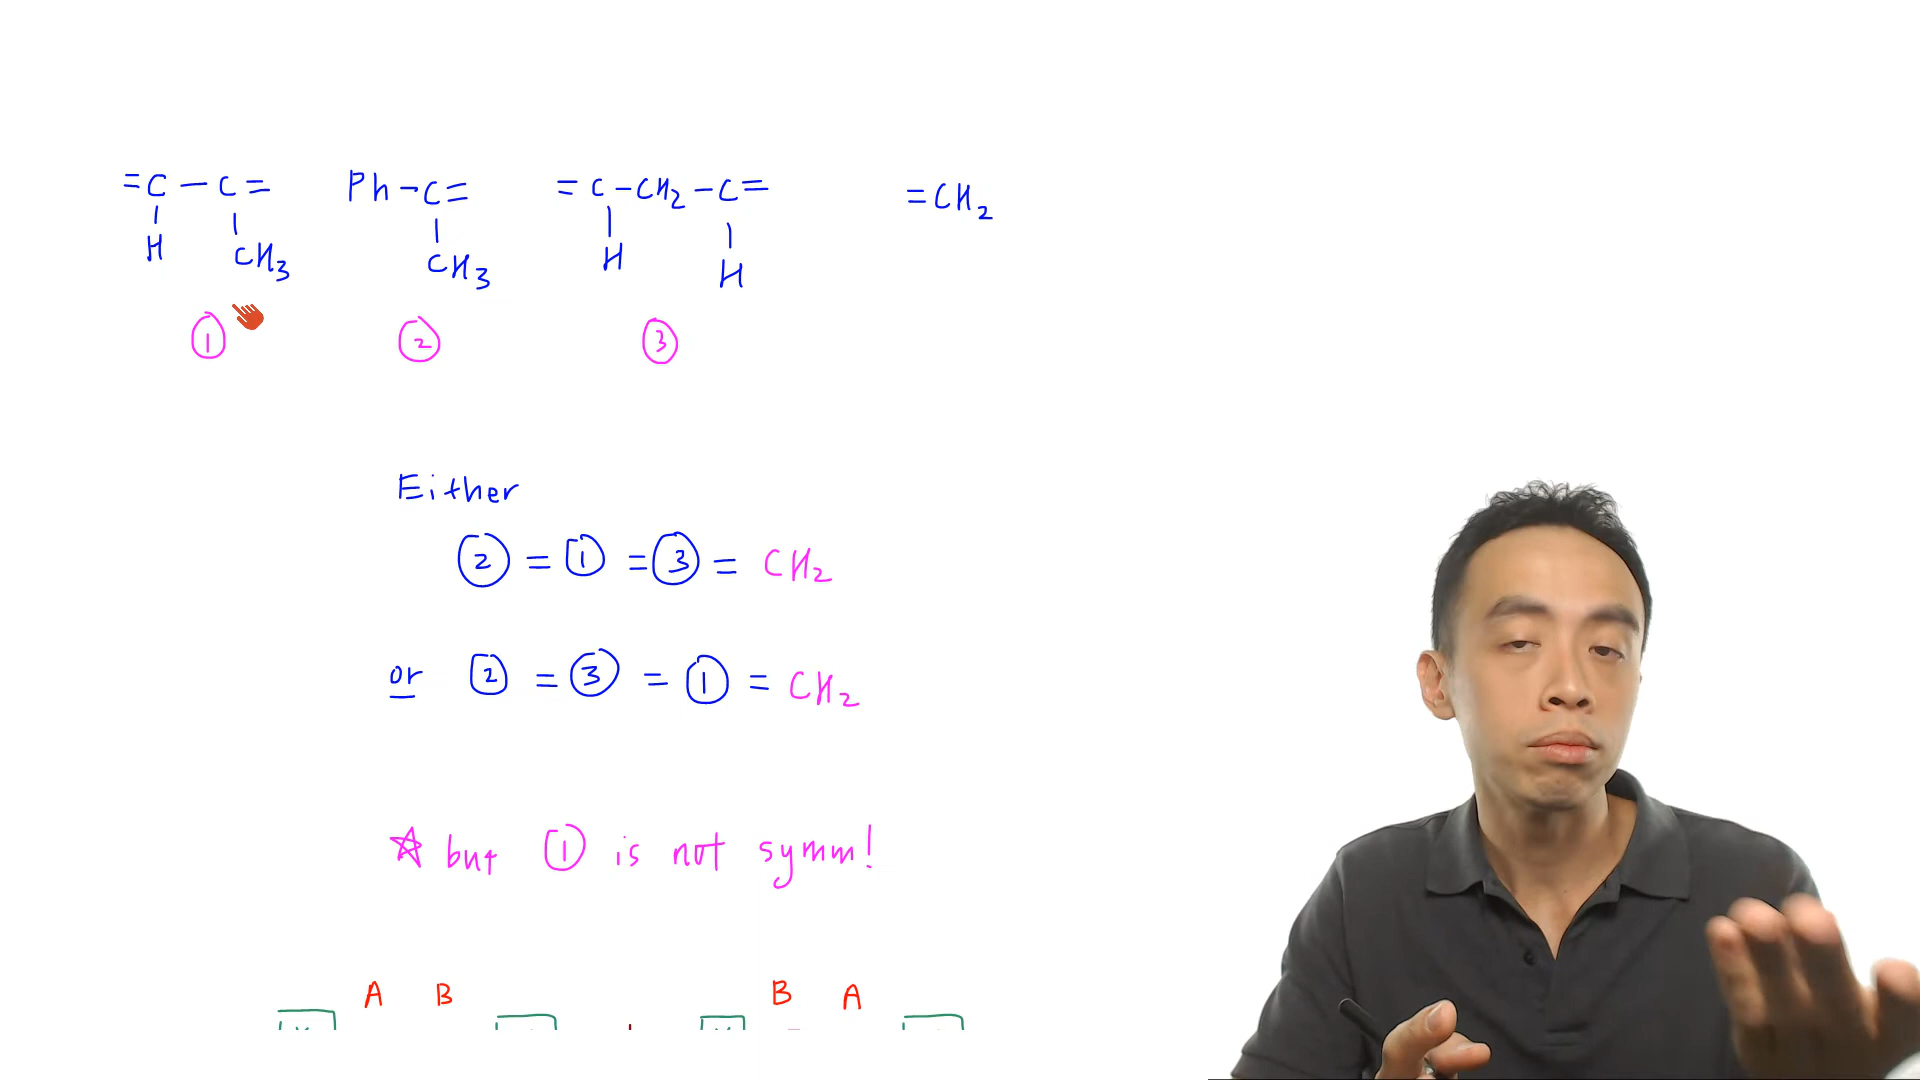 =C – C= Ph – C= =C – CH₂ – C= =CH₂
H CH₃ CH₃ H H
① ② ③
Either
② = ① = ③ = CH₂
or ② = ③ = ① = CH₂
☆ but ① is not symm!
A B B A